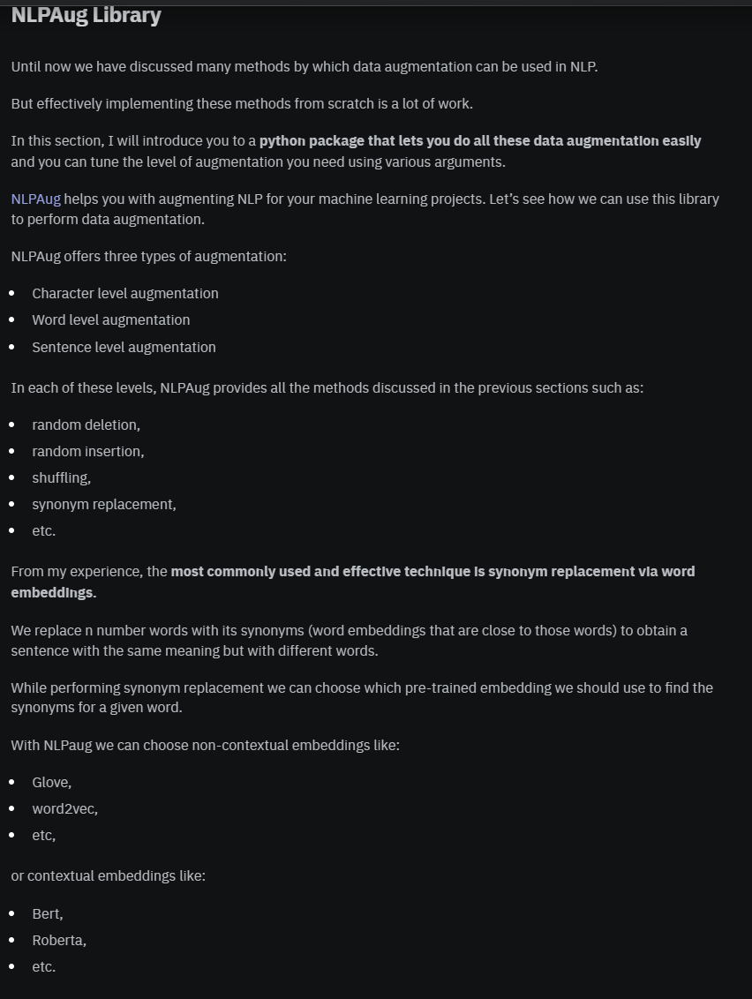 NLPAug Library
Until now we have discussed many methods by which data augmentation can be used in NLP.
But effectively implementing these methods from scratch is a lot of work.
In this section, I will introduce you to a python package that lets you do all these data augmentation easily
and you can tune the level of augmentation you need using various arguments.
NLPAug helps you with augmenting NLP for your machine learning projects. Let’s see how we can use this library
to perform data augmentation.
NLPAug offers three types of augmentation:
• Character level augmentation
• Word level augmentation
• Sentence level augmentation
In each of these levels, NLPAug provides all the methods discussed in the previous sections such as:
• random deletion,
• random insertion,
• shuffling,
• synonym replacement,
• etc.
From my experience, the most commonly used and effective technique is synonym replacement via word
embeddings.
We replace n number words with its synonyms (word embeddings that are close to those words) to obtain a
sentence with the same meaning but with different words.
While performing synonym replacement we can choose which pre-trained embedding we should use to find the
synonyms for a given word.
With NLPaug we can choose non-contextual embeddings like:
• Glove,
• word2vec,
• etc,
or contextual embeddings like:
• Bert,
• Roberta,
• etc.